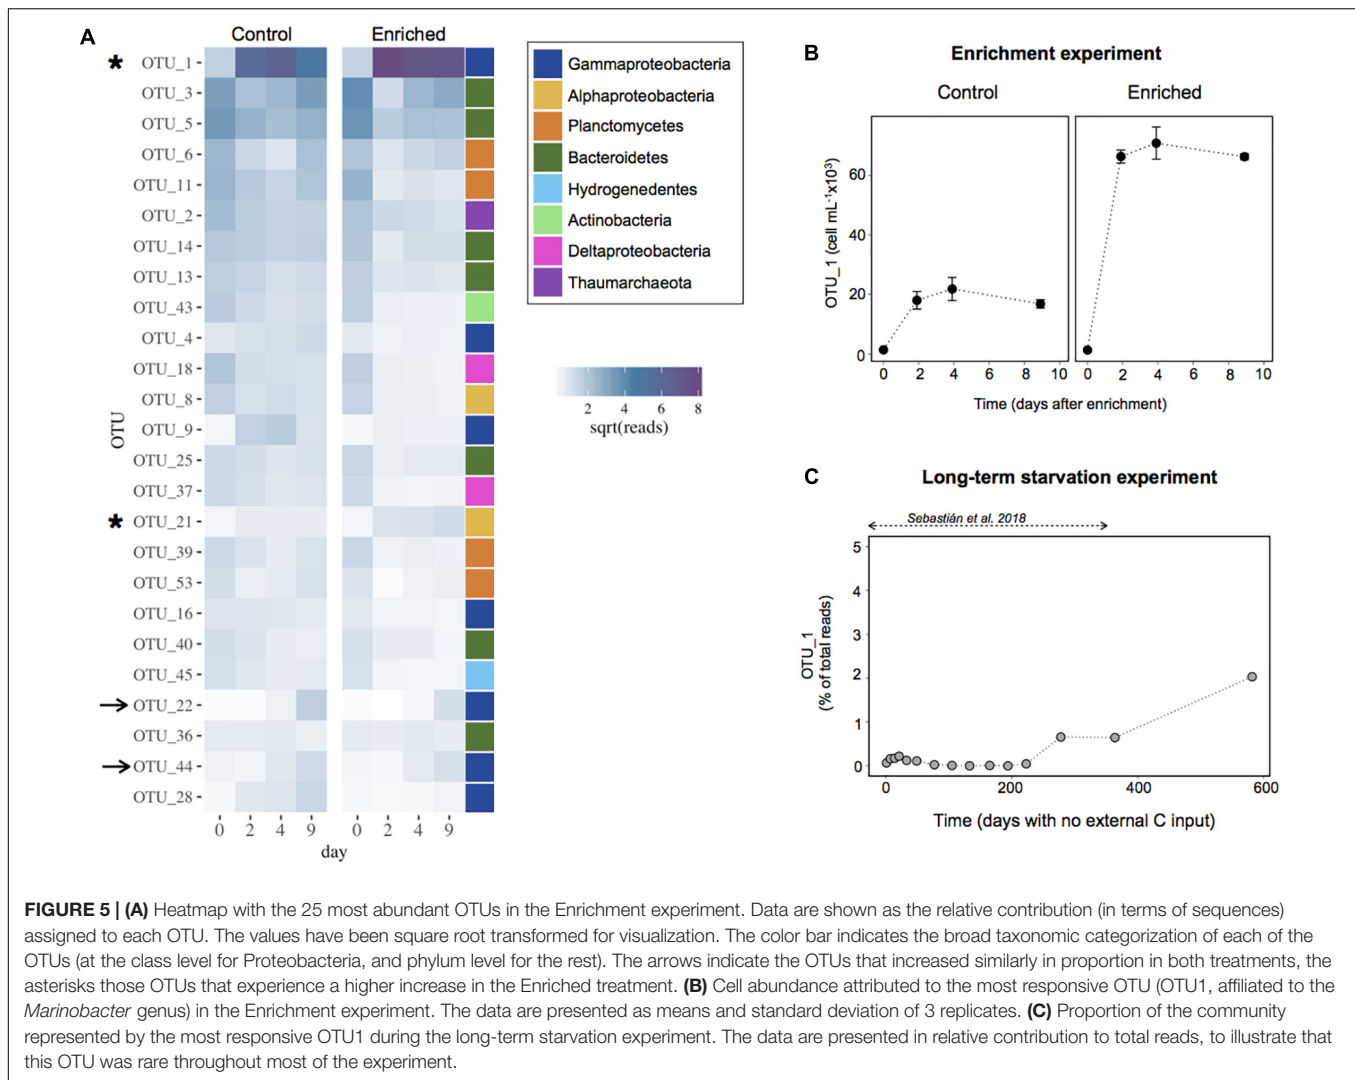 A
Control Enriched
* OTU_1
OTU_3
OTU_5
OTU_6
OTU_11
OTU_2
OTU_14
OTU_13
OTU_43
OTU_4
OTU_18
OTU_8
OTU_9
OTU_25
OTU_37
* OTU_21
OTU_39
OTU_53
OTU_16
OTU_40
OTU_45
→ OTU_22
OTU_36
→ OTU_44
OTU_28
OTU
0 2 4 9 0 2 4 9
day
Gammaproteobacteria
Alphaproteobacteria
Planctomycetes
Bacteroidetes
Hydrogenedentes
Actinobacteria
Deltaproteobacteria
Thaumarchaeota
2 4 6 8
sqrt(reads)
B
Enrichment experiment
Control Enriched
OTU_1 (cell mL⁻¹x10³)
60
40
20
0
0 2 4 6 8 10 0 2 4 6 8 10
Time (days after enrichment)
C
Long-term starvation experiment
Sebastián et al. 2018
OTU_1
(% of total reads)
5
4
3
2
1
0
0 200 400 600
Time (days with no external C input)
FIGURE 5 | (A) Heatmap with the 25 most abundant OTUs in the Enrichment experiment. Data are shown as the relative contribution (in terms of sequences)
assigned to each OTU. The values have been square root transformed for visualization. The color bar indicates the broad taxonomic categorization of each of the
OTUs (at the class level for Proteobacteria, and phylum level for the rest). The arrows indicate the OTUs that increased similarly in proportion in both treatments, the
asterisks those OTUs that experience a higher increase in the Enriched treatment. (B) Cell abundance attributed to the most responsive OTU (OTU1, affiliated to the
Marinobacter genus) in the Enrichment experiment. The data are presented as means and standard deviation of 3 replicates. (C) Proportion of the community
represented by the most responsive OTU1 during the long-term starvation experiment. The data are presented in relative contribution to total reads, to illustrate that
this OTU was rare throughout most of the experiment.